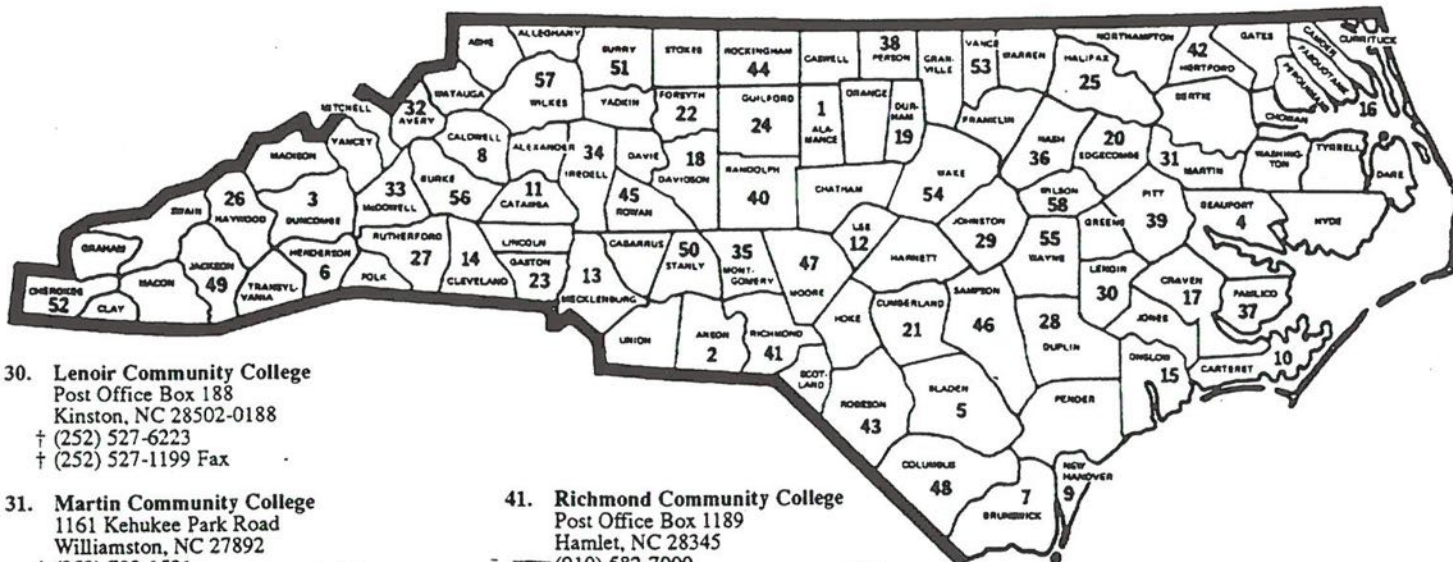 ASHE
ALLEGHANY
SURRY
51
STOKES
ROCKINGHAM
44
CASWELL
38
PERSON
GRAN-
VILLE
VANCE
53
WARREN
NORTHAMPTON
HALIFAX
25
42
HERTFORD
GATES
CURRITUCK
CAMDEN
PASQUOTANK
PERQUIMANS
16
CHOWAN
BERTIE
MITCHELL
32
AVERY
WATAUGA
57
WILKES
YADKIN
FORSYTH
22
GUILFORD
24
1
ALA-
MANCE
ORANGE
DUR-
HAM
19
FRANKLIN
NASH
36
20
EDGECOMBE
31
MARTIN
WASHING-
TON
TYRRELL
DARE
MADISON
YANCEY
CALDWELL
8
ALEXANDER
34
IREDELL
DAVIE
18
DAVIDSON
RANDOLPH
40
CHATHAM
WAKE
54
WILSON
58
PITT
39
BEAUFORT
4
HYDE
SWAIN
26
HAYWOOD
3
BUNCOMBE
33
McDOWELL
BURKE
56
11
CATAWBA
45
ROWAN
LEE
12
JOHNSTON
29
GREENE
55
WAYNE
GRAHAM
JACKSON
49
HENDERSON
6
RUTHERFORD
27
LINCOLN
CABARRUS
50
STANLY
35
MONT-
GOMERY
47
MOORE
HARNETT
LENOIR
30
CRAVEN
17
PAMLICO
37
CHEROKEE
52
CLAY
MACON
TRANSYL-
VANIA
POLK
14
CLEVELAND
GASTON
23
13
MECKLENBURG
UNION
ANSON
2
RICHMOND
41
HOKE
CUMBERLAND
21
SAMPSON
46
28
DUPLIN
JONES
ONSLOW
15
CARTERET
10
SCOT-
LAND
ROBESON
43
BLADEN
5
PENDER
COLUMBUS
48
7
BRUNSWICK
NEW
HANOVER
9
30. Lenoir Community College
Post Office Box 188
Kinston, NC 28502-0188
† (252) 527-6223
† (252) 527-1199 Fax
31. Martin Community College
1161 Kehukee Park Road
Williamston, NC 27892
41. Richmond Community College
Post Office Box 1189
Hamlet, NC 28345